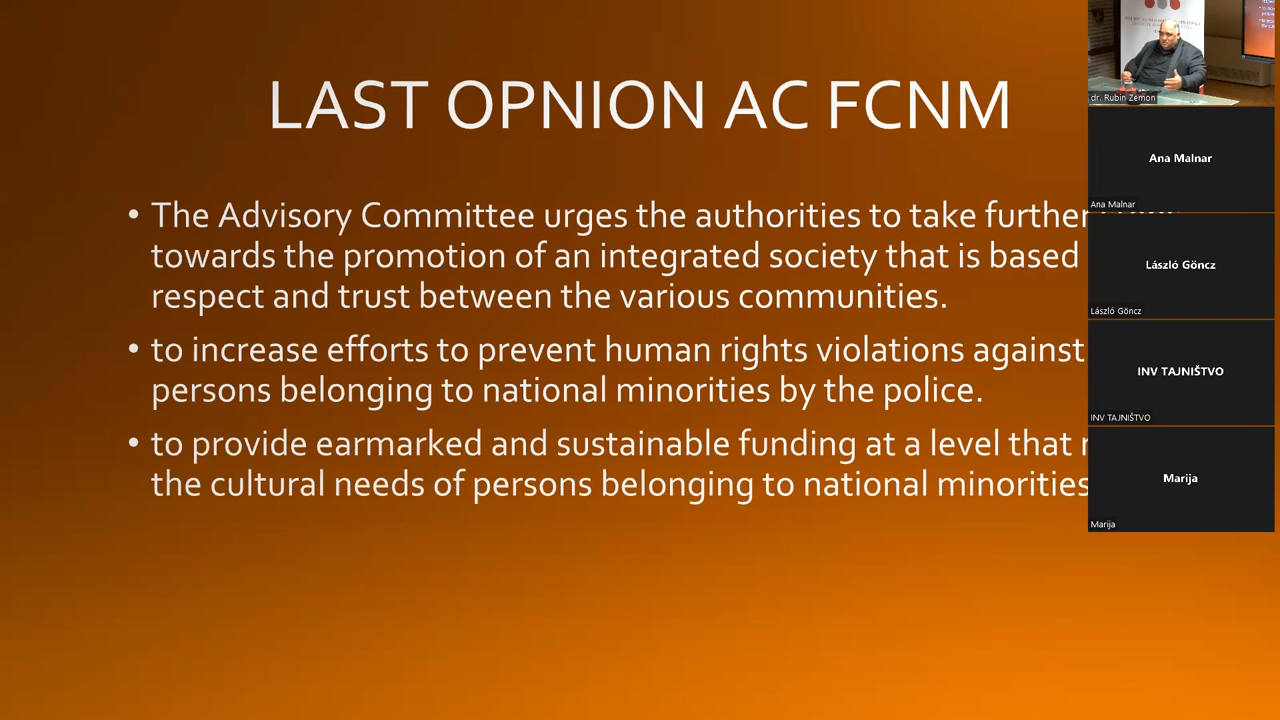 LAST OPNION AC FCNM
• The Advisory Committee urges the authorities to take further
towards the promotion of an integrated society that is based
respect and trust between the various communities.
• to increase efforts to prevent human rights violations against
persons belonging to national minorities by the police.
• to provide earmarked and sustainable funding at a level that
the cultural needs of persons belonging to national minorities
dr. Rubin Zemon
Ana Malnar
Ana Malnar
László Göncz
László Göncz
INV TAJNIŠTVO
INV TAJNIŠTVO
Marija
Marija